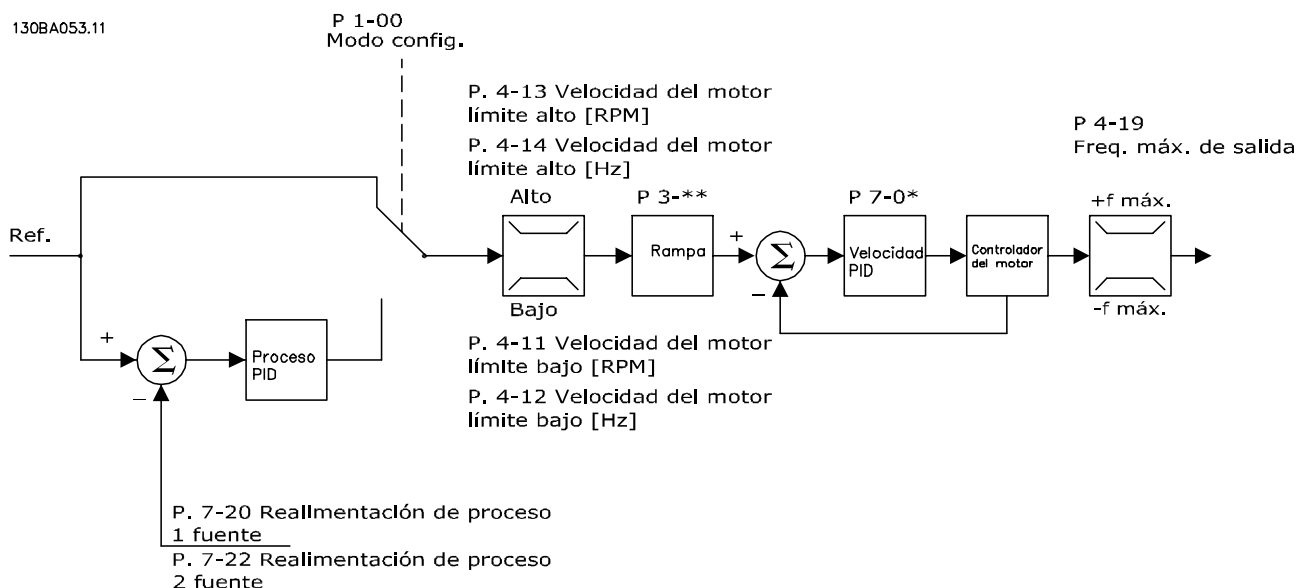 130BA053.11
P 1-00
Modo config.
P. 4-13 Velocidad del motor
límite alto [RPM]
P. 4-14 Velocidad del motor
límite alto [Hz]
P 4-19
Freq. máx. de salida
Alto
P 3-**
P 7-0*
+f máx.
Ref.
Rampa
+
Σ
−
Velocidad
PID
Controlador
del motor
Bajo
-f máx.
P. 4-11 Velocidad del motor
límite bajo [RPM]
P. 4-12 Velocidad del motor
límite bajo [Hz]
+
Σ
−
Proceso
PID
P. 7-20 Realimentación de proceso
1 fuente
P. 7-22 Realimentación de proceso
2 fuente